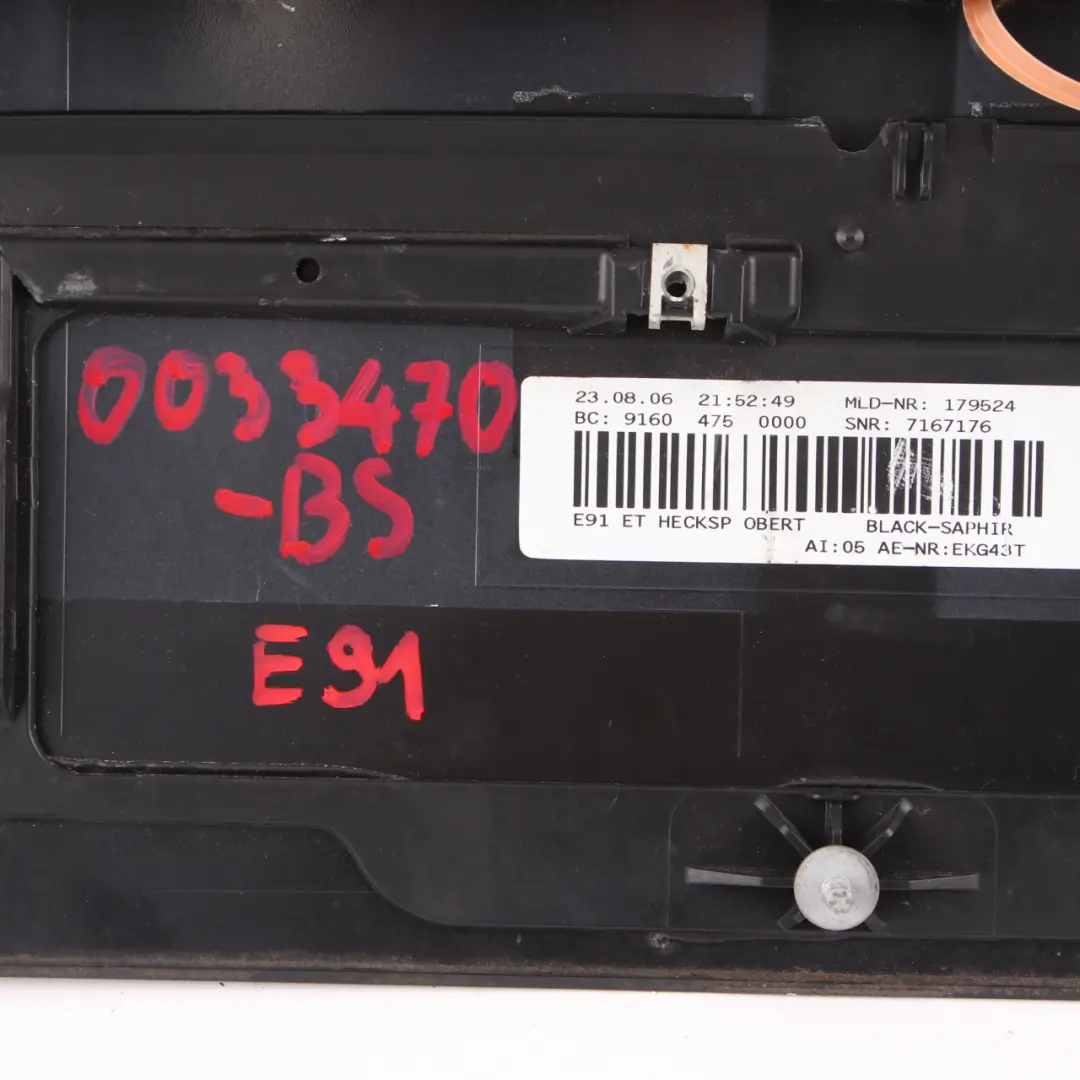 0033470
-BS
E91
23.08.06 21:52:49 MLD-NR: 179524
BC: 9160 475 0000 SNR: 7167176
E91 ET HECKSP OBERT BLACK-SAPHIR
AI:05 AE-NR:EKG43T